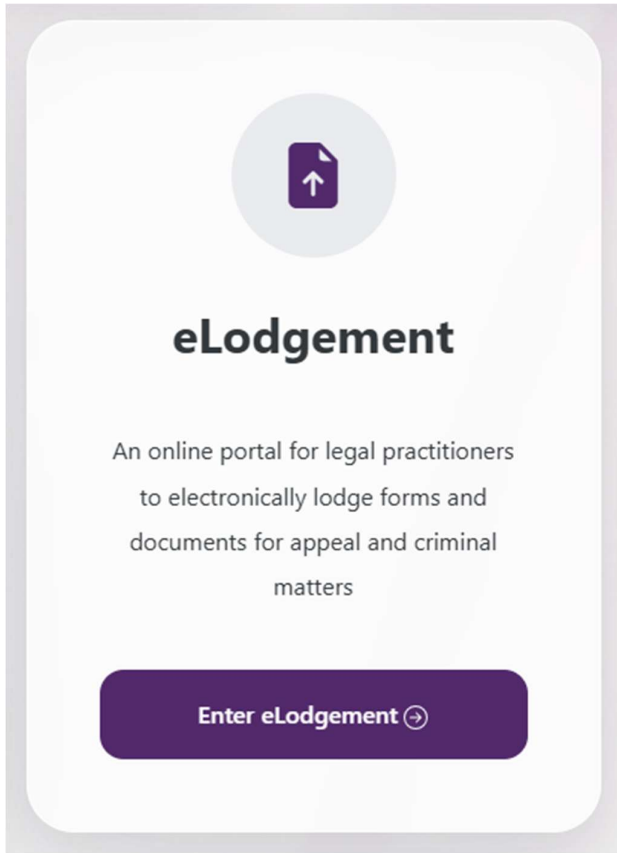 eLodgement
An online portal for legal practitioners
to electronically lodge forms and
documents for appeal and criminal
matters
Enter eLodgement